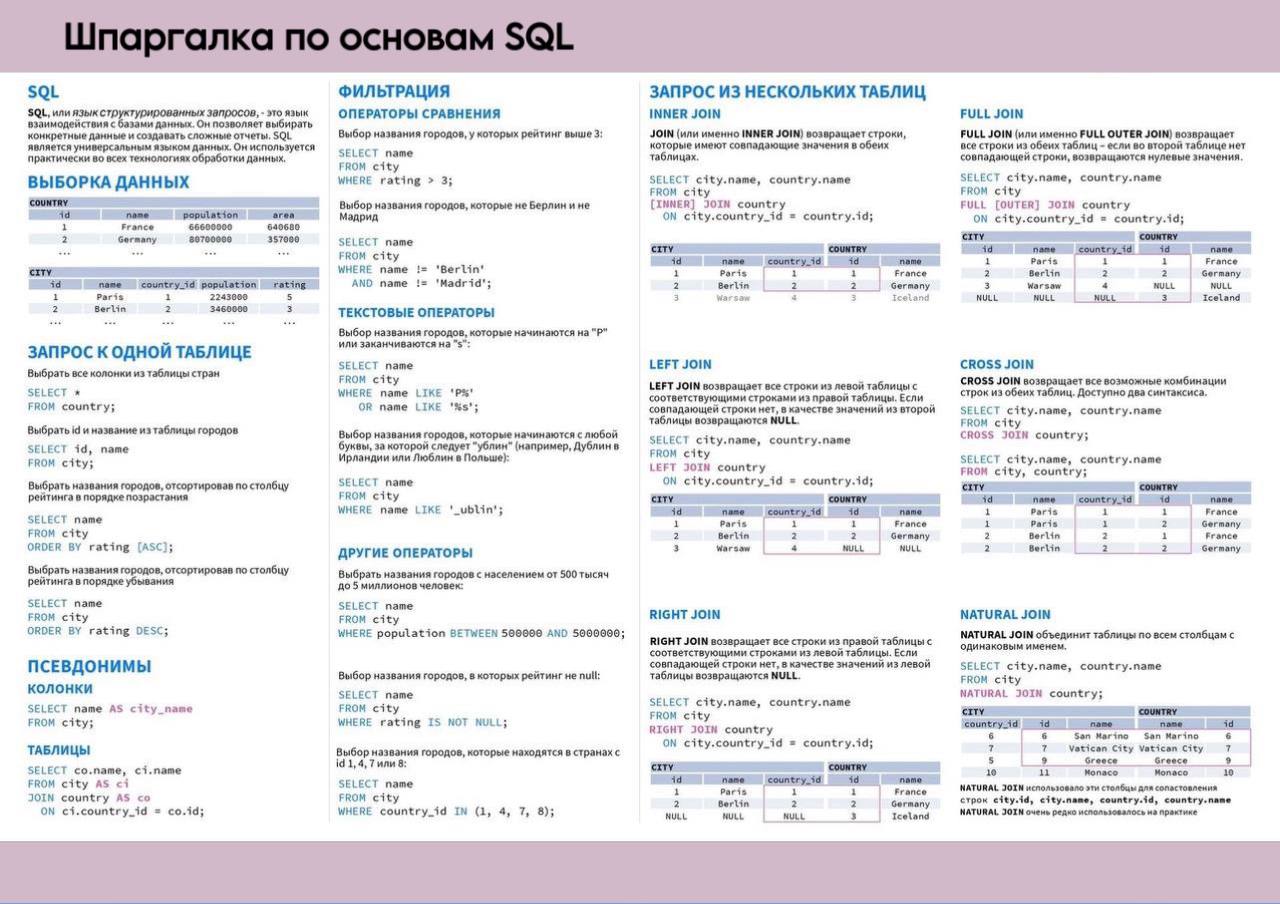 Шпаргалка по основам SQL
SQL
SQL, или язык структурированных запросов, - это язык
взаимодействия с базами данных. Он позволяет выбирать
конкретные данные и создавать сложные отчеты. SQL
является универсальным языком данных. Он используется
практически во всех технологиях обработки данных.
ВЫБОРКА ДАННЫХ
COUNTRY
id name population area
1 France 66600000 640680
2 Germany 80700000 357000
... ... ... ...
CITY
id name country_id population rating
1 Paris 1 2243000 5
2 Berlin 2 3460000 3
... ... ... ... ...
ЗАПРОС К ОДНОЙ ТАБЛИЦЕ
Выбрать все колонки из таблицы стран
SELECT *
FROM country;
Выбрать id и название из таблицы городов
SELECT id, name
FROM city;
Выбрать названия городов, отсортировав по столбцу
рейтинга в порядке позрастания
SELECT name
FROM city
ORDER BY rating [ASC];
Выбрать названия городов, отсортировав по столбцу
рейтинга в порядке убывания
SELECT name
FROM city
ORDER BY rating DESC;
ПСЕВДОНИМЫ
КОЛОНКИ
SELECT name AS city_name
FROM city;
ТАБЛИЦЫ
SELECT co.name, ci.name
FROM city AS ci
JOIN country AS co
ON ci.country_id = co.id;
ФИЛЬТРАЦИЯ
ОПЕРАТОРЫ СРАВНЕНИЯ
Выбор названия городов, у которых рейтинг выше 3:
SELECT name
FROM city
WHERE rating > 3;
Выбор названия городов, которые не Берлин и не
Мадрид
SELECT name
FROM city
WHERE name != 'Berlin'
AND name != 'Madrid';
ТЕКСТОВЫЕ ОПЕРАТОРЫ
Выбор названия городов, которые начинаются на "P"
или заканчиваются на "s":
SELECT name
FROM city
WHERE name LIKE 'P%'
OR name LIKE '%s';
Выбор названия городов, которые начинаются с любой
буквы, за которой следует "ублин" (например, Дублин в
Ирландии или Люблин в Польше):
SELECT name
FROM city
WHERE name LIKE '_ublin';
ДРУГИЕ ОПЕРАТОРЫ
Выбрать названия городов с населением от 500 тысяч
до 5 миллионов человек:
SELECT name
FROM city
WHERE population BETWEEN 500000 AND 5000000;
Выбор названия городов, в которых рейтинг не null:
SELECT name
FROM city
WHERE rating IS NOT NULL;
Выбор названия городов, которые находятся в странах с
id 1, 4, 7 или 8:
SELECT name
FROM city
WHERE country_id IN (1, 4, 7, 8);
ЗАПРОС ИЗ НЕСКОЛЬКИХ ТАБЛИЦ
INNER JOIN
JOIN (или именно INNER JOIN) возвращает строки,
которые имеют совпадающие значения в обеих
таблицах.
SELECT city.name, country.name
FROM city
[INNER] JOIN country
ON city.country_id = country.id;
CITY COUNTRY
id name country_id id name
1 Paris 1 1 France
2 Berlin 2 2 Germany
3 Warsaw 4 3 Iceland
LEFT JOIN
LEFT JOIN возвращает все строки из левой таблицы с
соответствующими строками из правой таблицы. Если
совпадающей строки нет, в качестве значений из второй
таблицы возвращаются NULL.
SELECT city.name, country.name
FROM city
LEFT JOIN country
ON city.country_id = country.id;
CITY COUNTRY
id name country_id id name
1 Paris 1 1 France
2 Berlin 2 2 Germany
3 Warsaw 4 NULL NULL
RIGHT JOIN
RIGHT JOIN возвращает все строки из правой таблицы с
соответствующими строками из левой таблицы. Если
совпадающей строки нет, в качестве значений из левой
таблицы возвращаются NULL.
SELECT city.name, country.name
FROM city
RIGHT JOIN country
ON city.country_id = country.id;
CITY COUNTRY
id name country_id id name
1 Paris 1 1 France
2 Berlin 2 2 Germany
NULL NULL NULL 3 Iceland
FULL JOIN
FULL JOIN (или именно FULL OUTER JOIN) возвращает
все строки из обеих таблиц – если во второй таблице нет
совпадающей строки, возвращаются нулевые значения.
SELECT city.name, country.name
FROM city
FULL [OUTER] JOIN country
ON city.country_id = country.id;
CITY COUNTRY
id name country_id id name
1 Paris 1 1 France
2 Berlin 2 2 Germany
3 Warsaw 4 NULL NULL
NULL NULL NULL 3 Iceland
CROSS JOIN
CROSS JOIN возвращает все возможные комбинации
строк из обеих таблиц. Доступно два синтаксиса.
SELECT city.name, country.name
FROM city
CROSS JOIN country;
SELECT city.name, country.name
FROM city, country;
CITY COUNTRY
id name country_id id name
1 Paris 1 1 France
1 Paris 1 2 Germany
2 Berlin 2 1 France
2 Berlin 2 2 Germany
NATURAL JOIN
NATURAL JOIN объединит таблицы по всем столбцам с
одинаковым именем.
SELECT city.name, country.name
FROM city
NATURAL JOIN country;
CITY COUNTRY
country_id id name name id
6 6 San Marino San Marino 6
7 7 Vatican City Vatican City 7
5 9 Greece Greece 9
10 11 Monaco Monaco 10
NATURAL JOIN использовало эти столбцы для сопаставления
строк city.id, city.name, country.id, country.name
NATURAL JOIN очень редко использовалось на практике